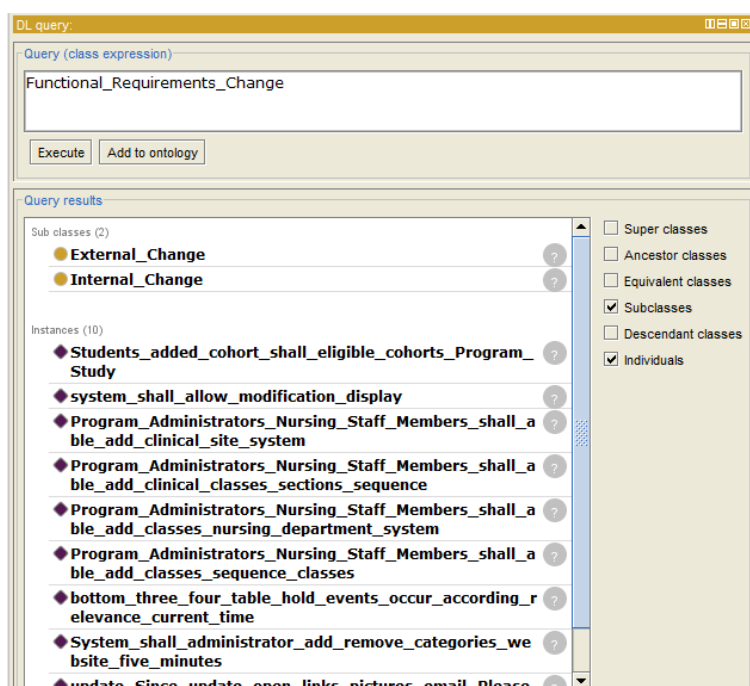 DL query:
Query (class expression)
Functional_Requirements_Change
Execute
Add to ontology
Query results
Sub classes (2)
External_Change
?
Internal_Change
?
Instances (10)
Students_added_cohort_shall_eligible_cohorts_Program_
Study
?
system_shall_allow_modification_display
?
Program_Administrators_Nursing_Staff_Members_shall_a
ble_add_clinical_site_system
?
Program_Administrators_Nursing_Staff_Members_shall_a
ble_add_clinical_classes_sections_sequence
?
Program_Administrators_Nursing_Staff_Members_shall_a
ble_add_classes_nursing_department_system
?
Program_Administrators_Nursing_Staff_Members_shall_a
ble_add_classes_sequence_classes
?
bottom_three_four_table_hold_events_occur_according_r
elevance_current_time
?
System_shall_administrator_add_remove_categories_we
bsite_five_minutes
?
update_Since_update_open_links_pictures_email_Please
Super classes
Ancestor classes
Equivalent classes
Subclasses
Descendant classes
Individuals